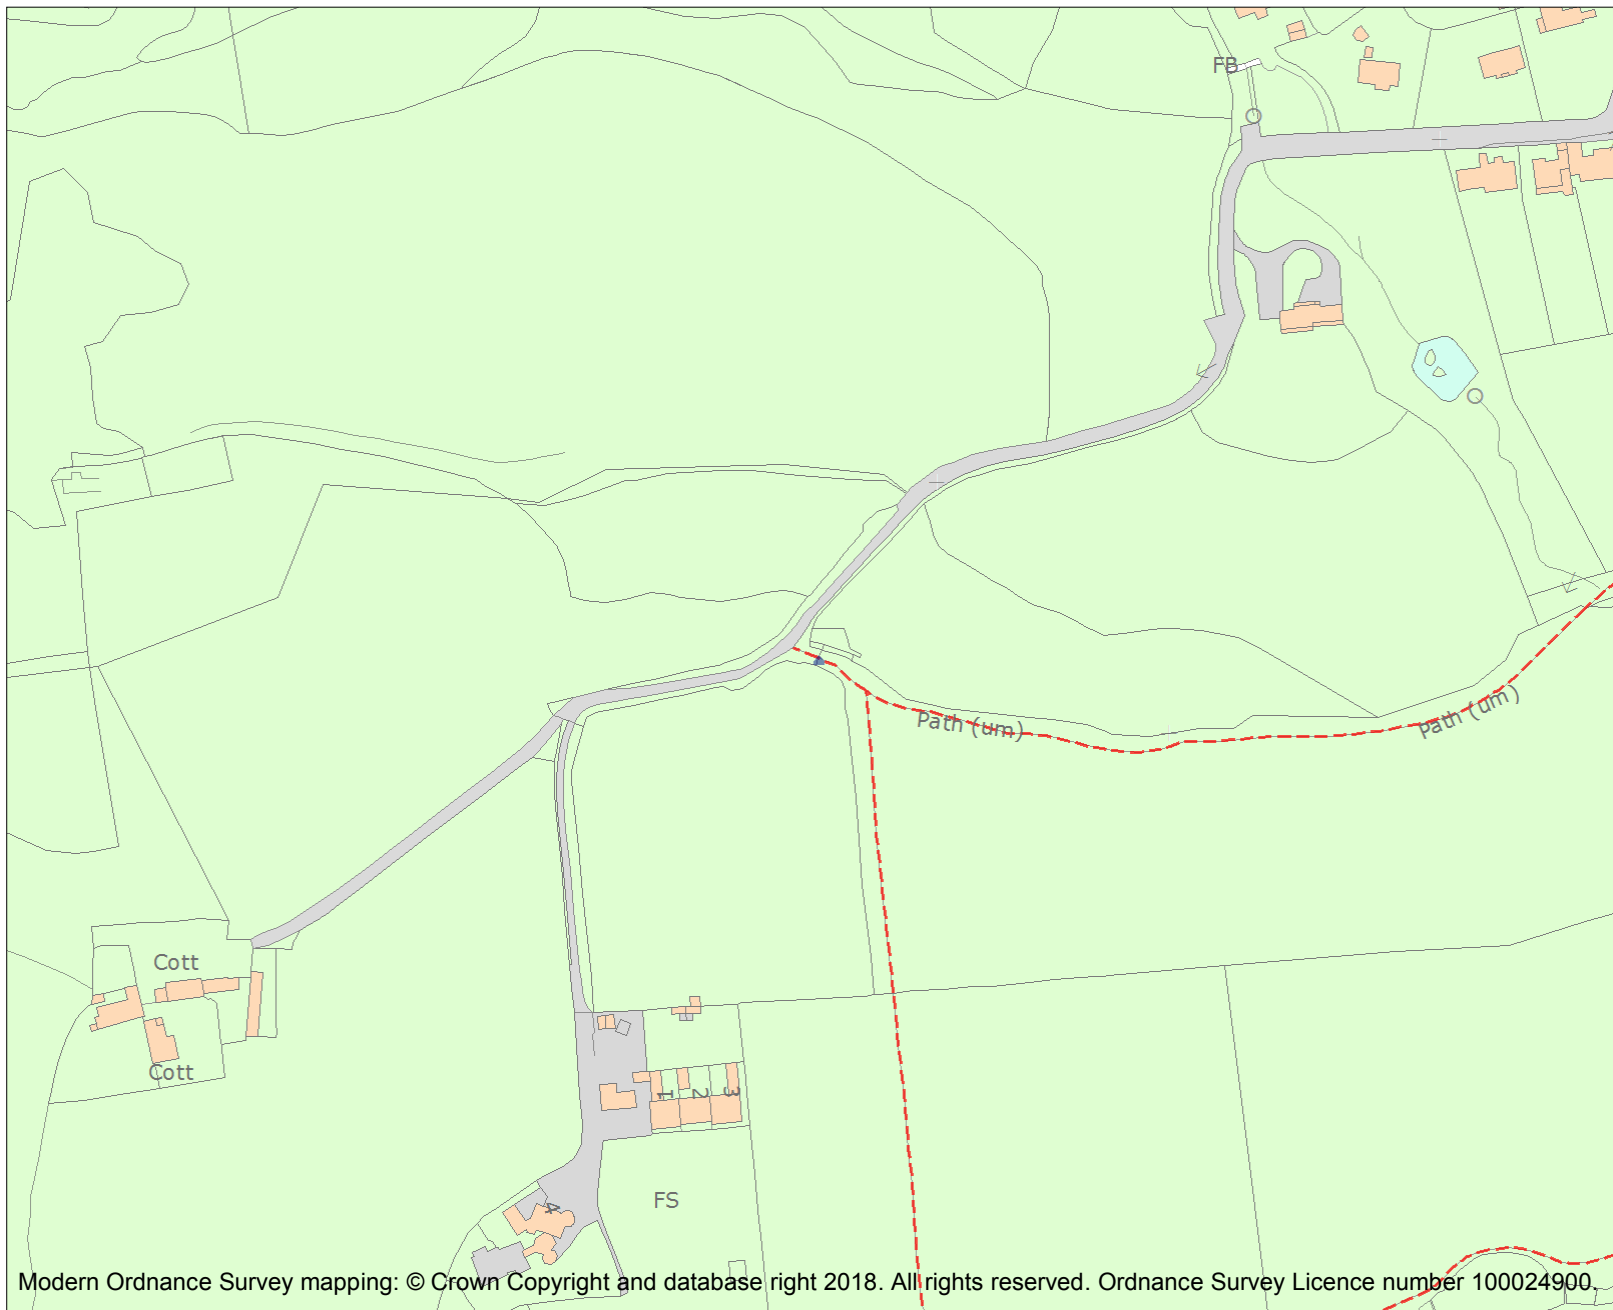 FB
Path (um)
Path (um)
Cott
Cott
1
2
3
FS
4
Modern Ordnance Survey mapping: © Crown Copyright and database right 2018. All rights reserved. Ordnance Survey Licence number 100024900.